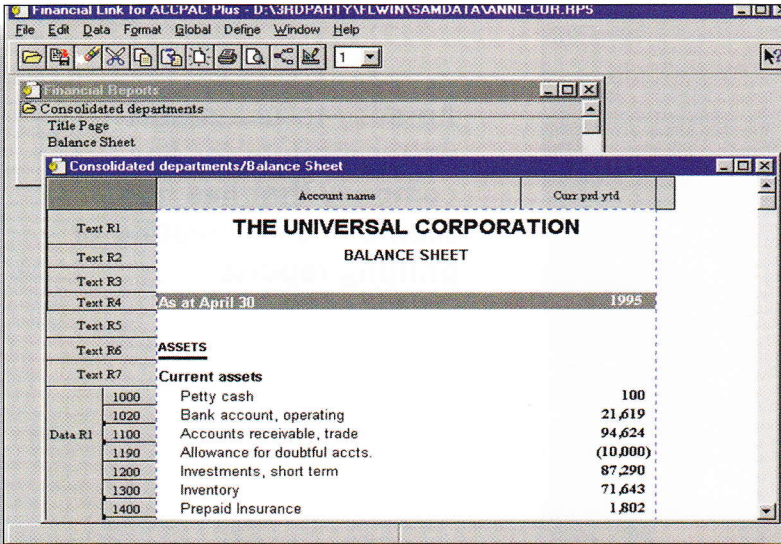 Financial Link for ACCPAC Plus - D:\3RDPARTY\FLWIN\SAMDATA\ANNL-CUR.RPS
File Edit Data Format Global Define Window Help
1
Financial Reports
Consolidated departments
Title Page
Balance Sheet
Consolidated departments/Balance Sheet
Account name Curr prd ytd
Text R1 THE UNIVERSAL CORPORATION
Text R2 BALANCE SHEET
Text R3
Text R4 As at April 30 1995
Text R5
Text R6 ASSETS
Text R7 Current assets
1000 Petty cash 100
1020 Bank account, operating 21,619
Data R1 1100 Accounts receivable, trade 94,624
1190 Allowance for doubtful accts. (10,000)
1200 Investments, short term 87,290
1300 Inventory 71,643
1400 Prepaid Insurance 1,802